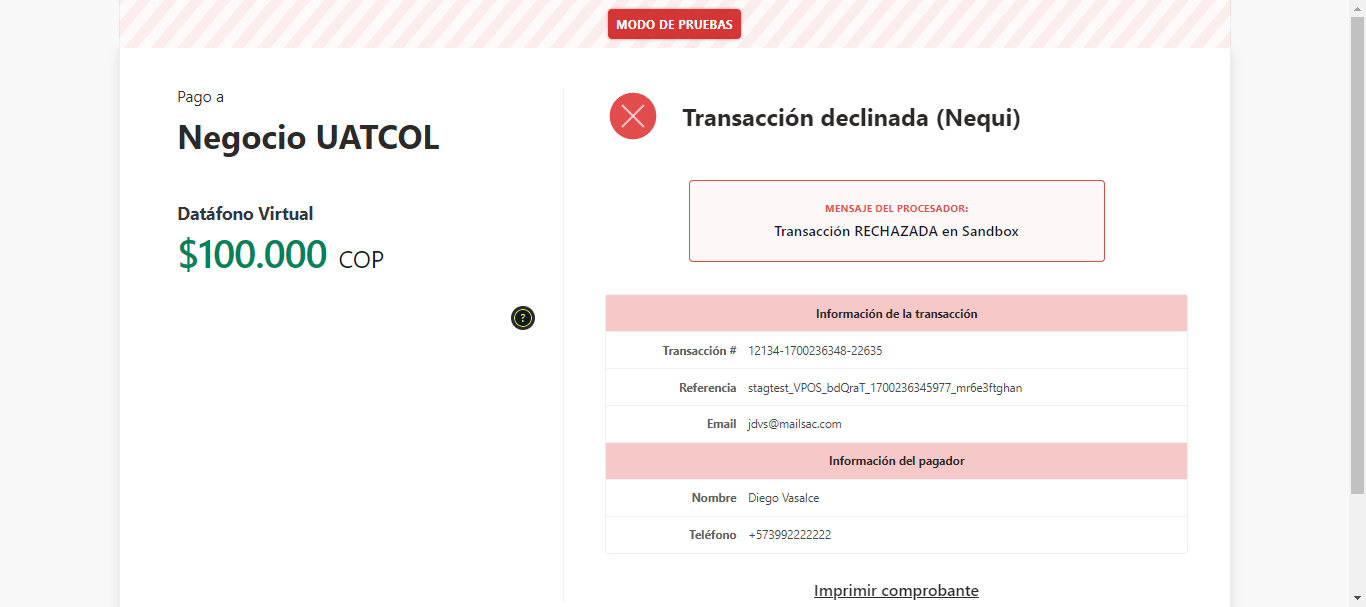 MODO DE PRUEBAS
Pago a
Negocio UATCOL
Datáfono Virtual
$100.000 COP
?
Transacción declinada (Nequi)
MENSAJE DEL PROCESADOR:
Transacción RECHAZADA en Sandbox
Información de la transacción
Transacción # 12134-1700236348-22635
Referencia stagtest_VPOS_bdQraT_1700236345977_mr6e3ftghan
Email jdvs@mailsac.com
Información del pagador
Nombre Diego Vasalce
Teléfono +573992222222
Imprimir comprobante